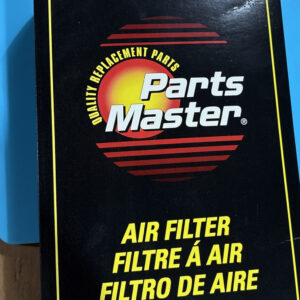 QUALITY REPLACEMENT PARTS
Parts
Master®
AIR FILTER
FILTRE Á AIR
FILTRO DE AIRE